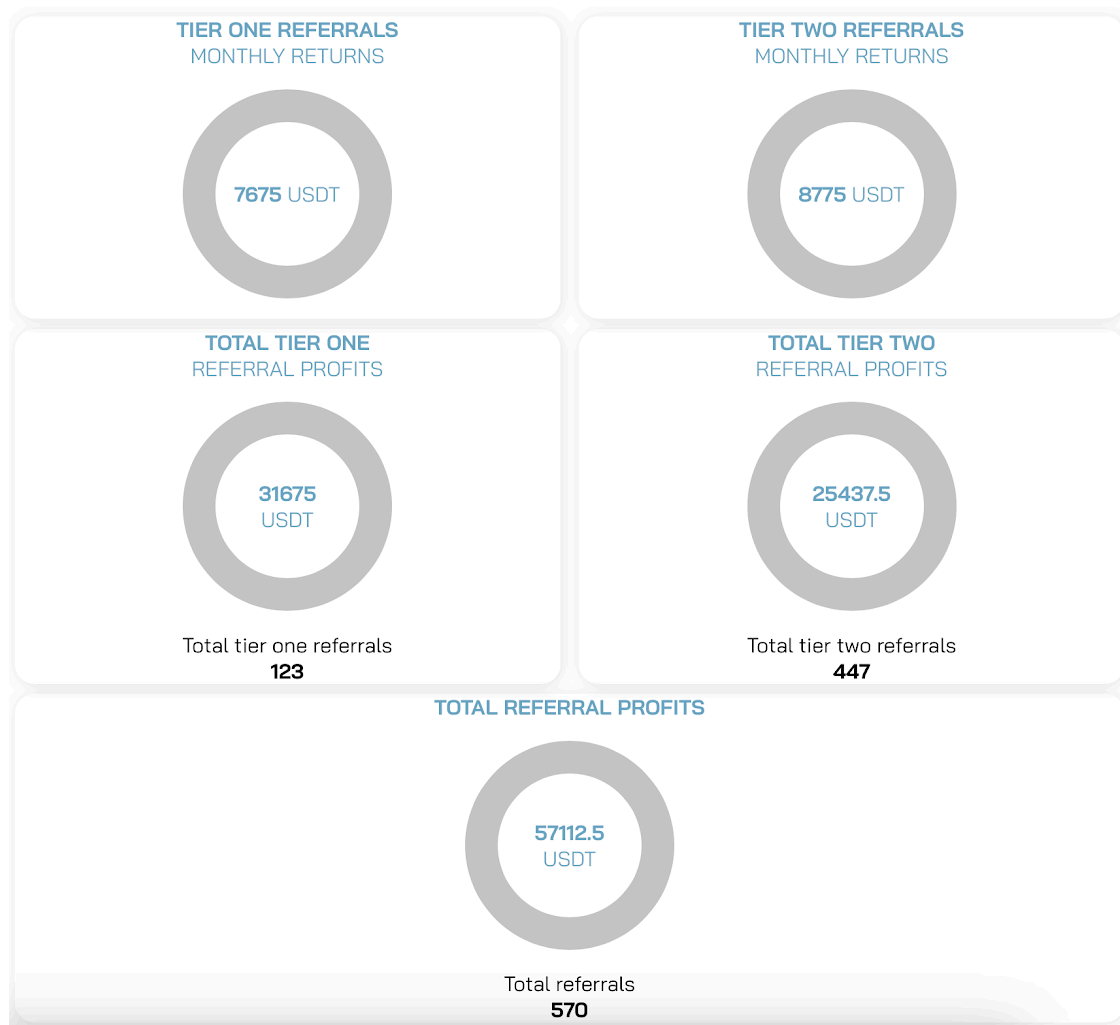 TIER ONE REFERRALS
MONTHLY RETURNS
7675 USDT
TIER TWO REFERRALS
MONTHLY RETURNS
8775 USDT
TOTAL TIER ONE
REFERRAL PROFITS
31675
USDT
Total tier one referrals
123
TOTAL TIER TWO
REFERRAL PROFITS
25437.5
USDT
Total tier two referrals
447
TOTAL REFERRAL PROFITS
57112.5
USDT
Total referrals
570